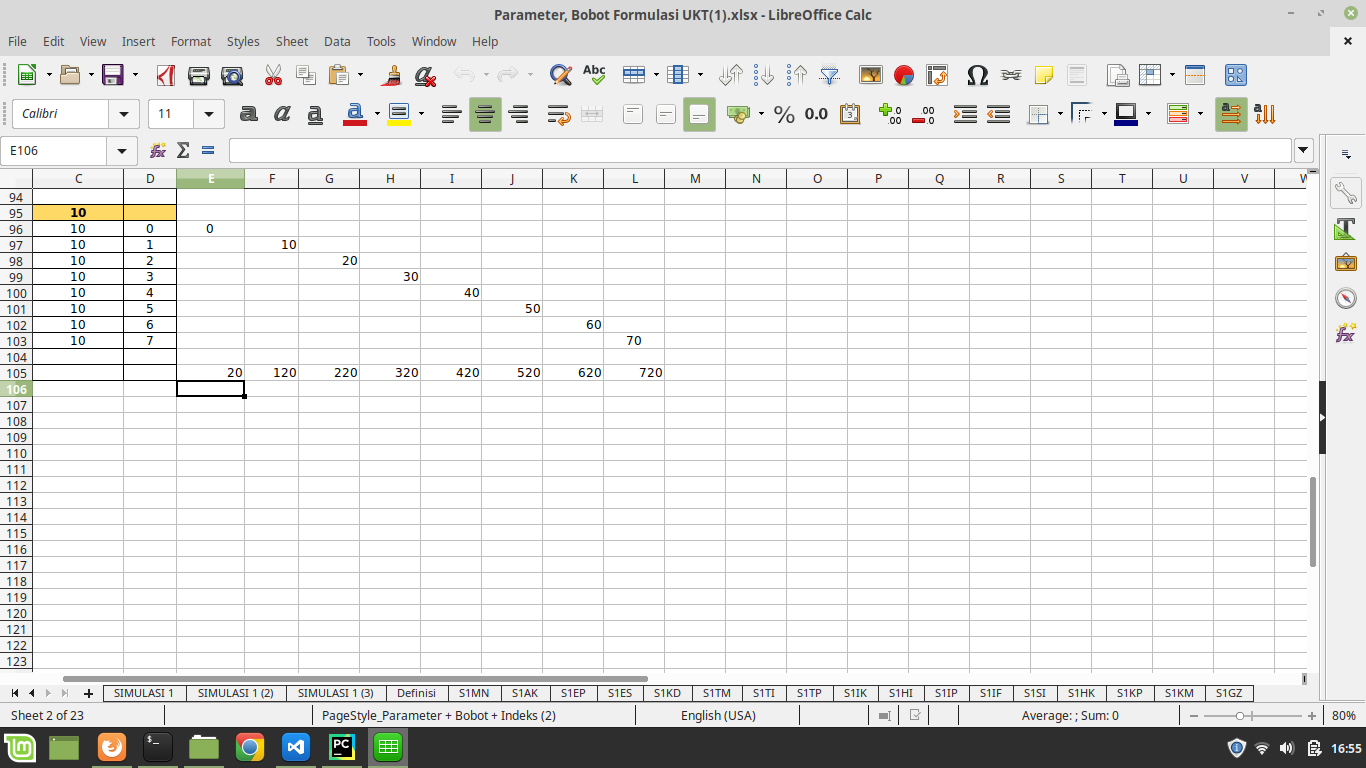 Parameter, Bobot Formulasi UKT(1).xlsx - LibreOffice Calc
File Edit View Insert Format Styles Sheet Data Tools Window Help
Calibri 11
E106
C D E F G H I J K L M N O P Q R S T U V W
94
95 10
96 10 0 0
97 10 1 10
98 10 2 20
99 10 3 30
100 10 4 40
101 10 5 50
102 10 6 60
103 10 7 70
104
105 20 120 220 320 420 520 620 720
106
107
108
109
110
111
112
113
114
115
116
117
118
119
120
121
122
123
SIMULASI 1 SIMULASI 1 (2) SIMULASI 1 (3) Definisi S1MN S1AK S1EP S1ES S1KD S1TM S1TI S1TP S1IK S1HI S1IP S1IF S1SI S1HK S1KP S1KM S1GZ
Sheet 2 of 23 PageStyle_Parameter + Bobot + Indeks (2) English (USA) Average: ; Sum: 0 80%
16:55